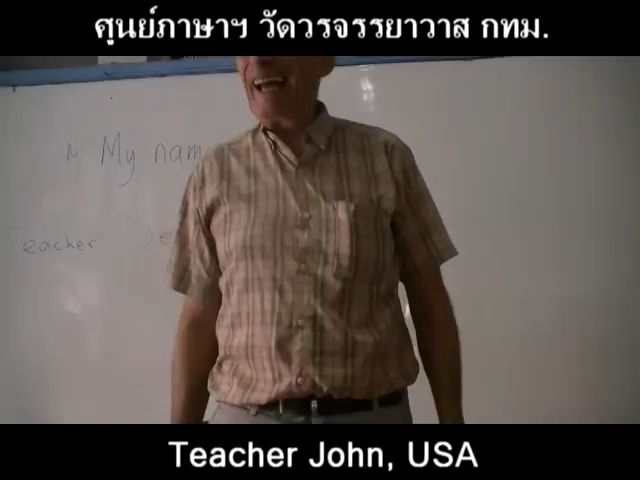 ศูนย์ภาษาฯ วัดวรจรรยาวาส กทม.
My nam
Teacher De
Teacher John, USA